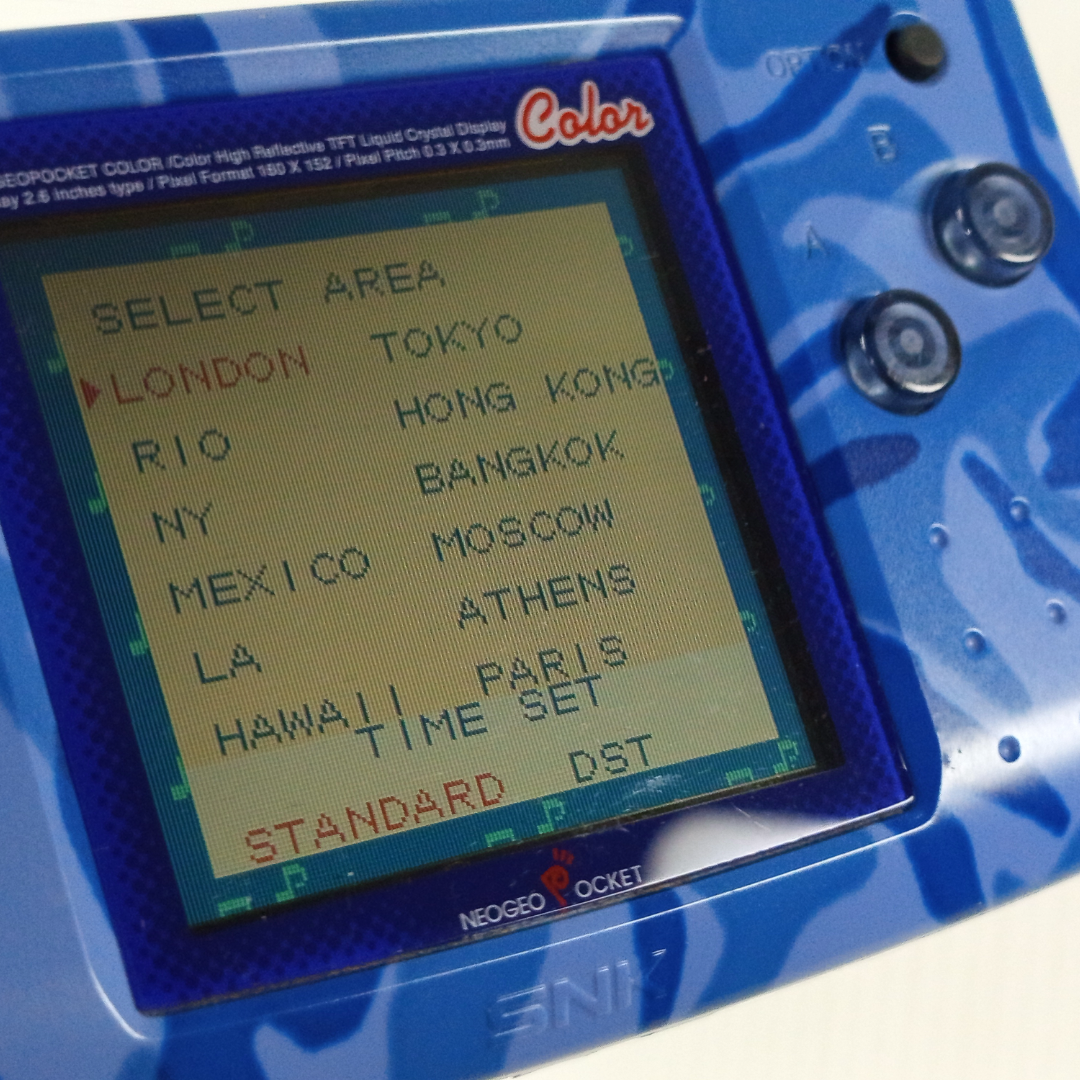 OPTION
B
A
Color
NEOGEOPOCKET COLOR /Color High Reflective TFT Liquid Crystal Display
2.6 inches type / Pixel Format 160 X 152 / Pixel Pitch 0.3 X 0.3mm
SELECT AREA
LONDON TOKYO
RIO HONG KONG
NY BANGKOK
MEXICO MOSCOW
LA ATHENS
HAWAII PARIS
TIME SET
STANDARD DST
NEOGEO POCKET
SNK